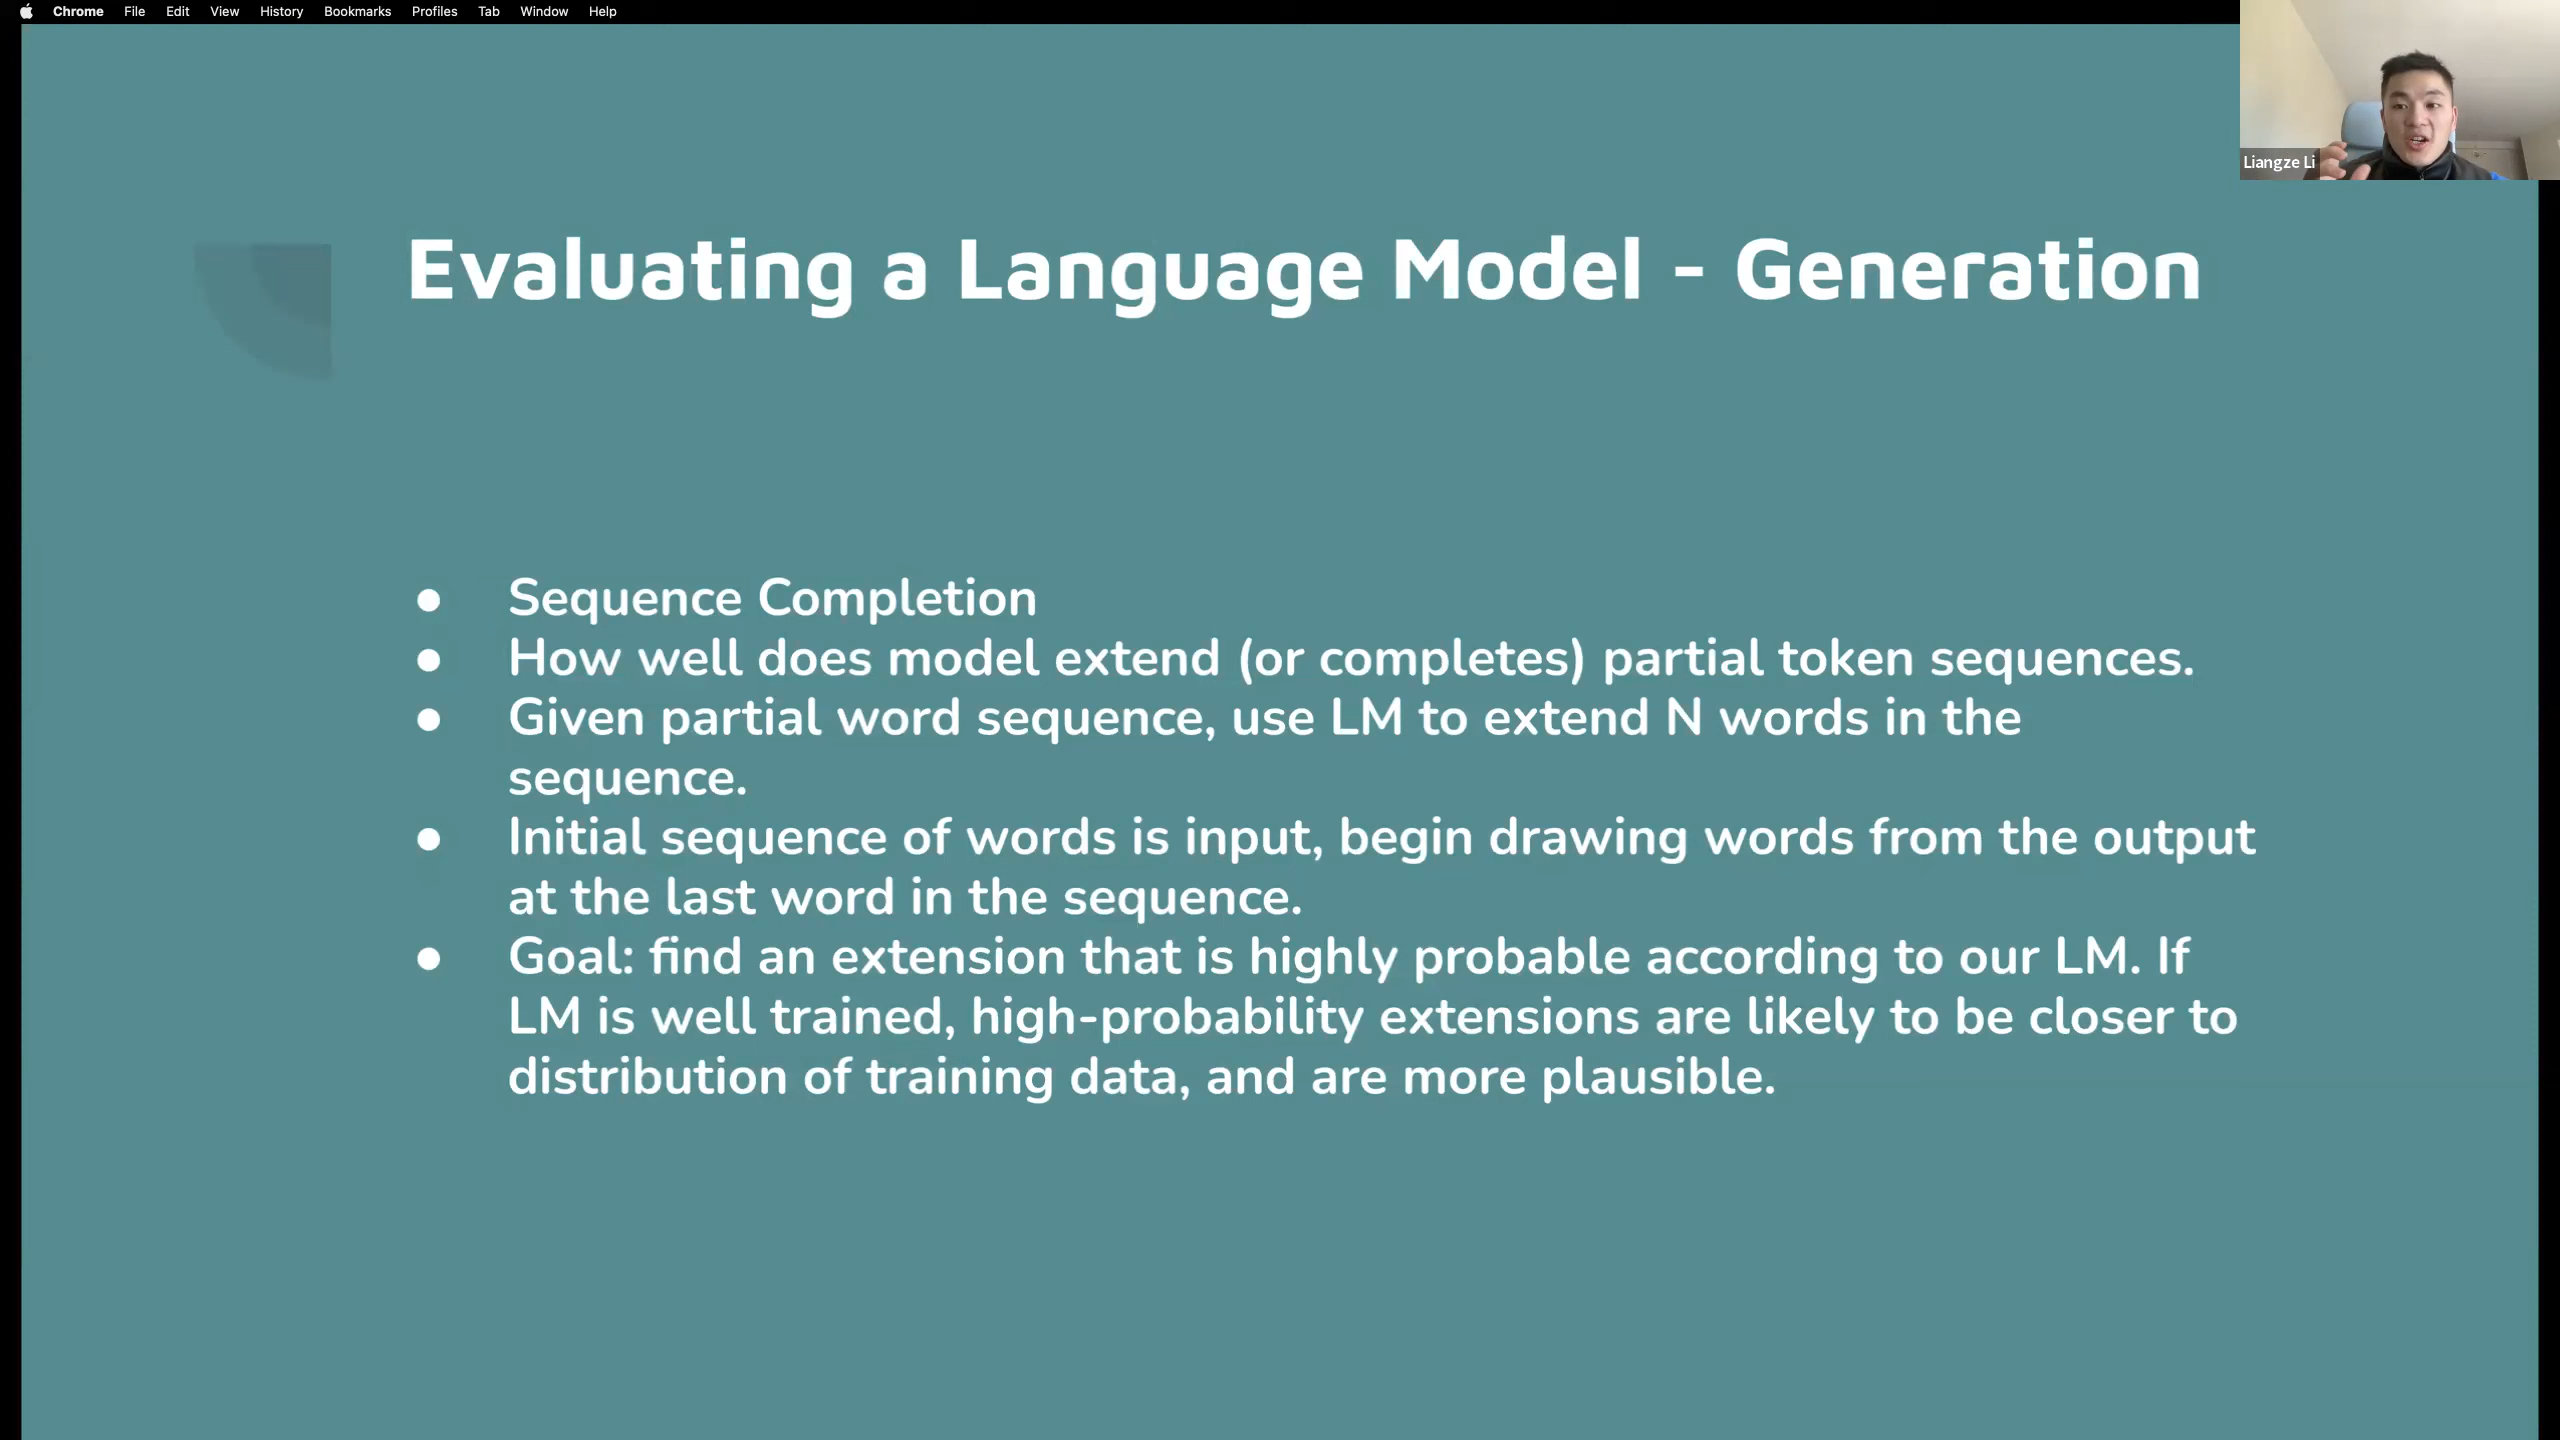 Chrome File Edit View History Bookmarks Profiles Tab Window Help
Liangze Li
Evaluating a Language Model - Generation
● Sequence Completion
● How well does model extend (or completes) partial token sequences.
● Given partial word sequence, use LM to extend N words in the
sequence.
● Initial sequence of words is input, begin drawing words from the output
at the last word in the sequence.
● Goal: find an extension that is highly probable according to our LM. If
LM is well trained, high-probability extensions are likely to be closer to
distribution of training data, and are more plausible.